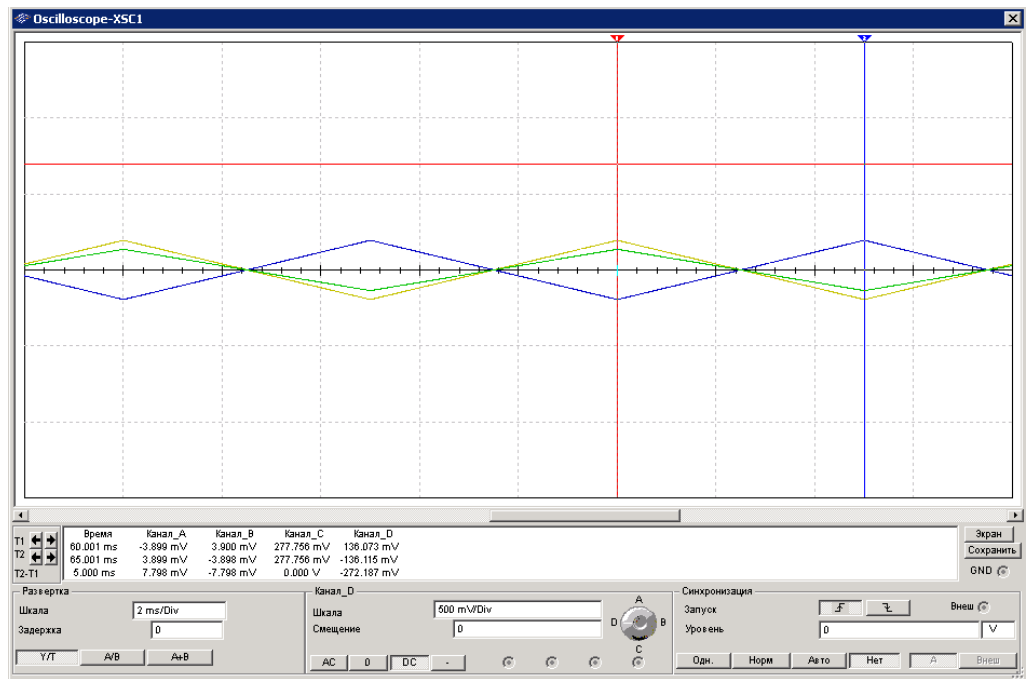 Oscilloscope-XSC1
1 2
Время Канал_A Канал_B Канал_C Канал_D
T1 60.001 ms -3.899 mV 3.900 mV 277.756 mV 136.073 mV
T2 65.001 ms 3.899 mV -3.898 mV 277.756 mV -136.115 mV
T2-T1 5.000 ms 7.798 mV -7.798 mV 0.000 V -272.187 mV
Экран
Сохранить
GND
Развертка
Шкала 2 ms/Div
Задержка 0
Y/T A/B A+B
Канал_D
Шкала 500 mV/Div
Смещение 0
AC 0 DC -
A
D B
C
Синхронизация
Запуск Внеш
Уровень 0 V
Одн. Норм Авто Нет A Внеш